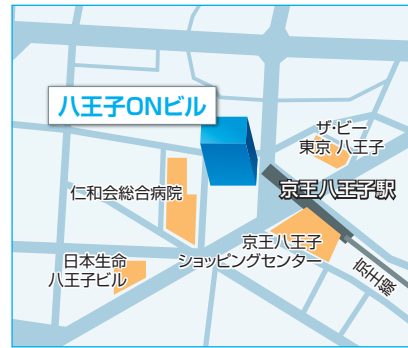 八王子ONビル
ザ・ビー
東京 八王子
京王八王子駅
仁和会総合病院
京王八王子
ショッピングセンター
日本生命
八王子ビル
京王線